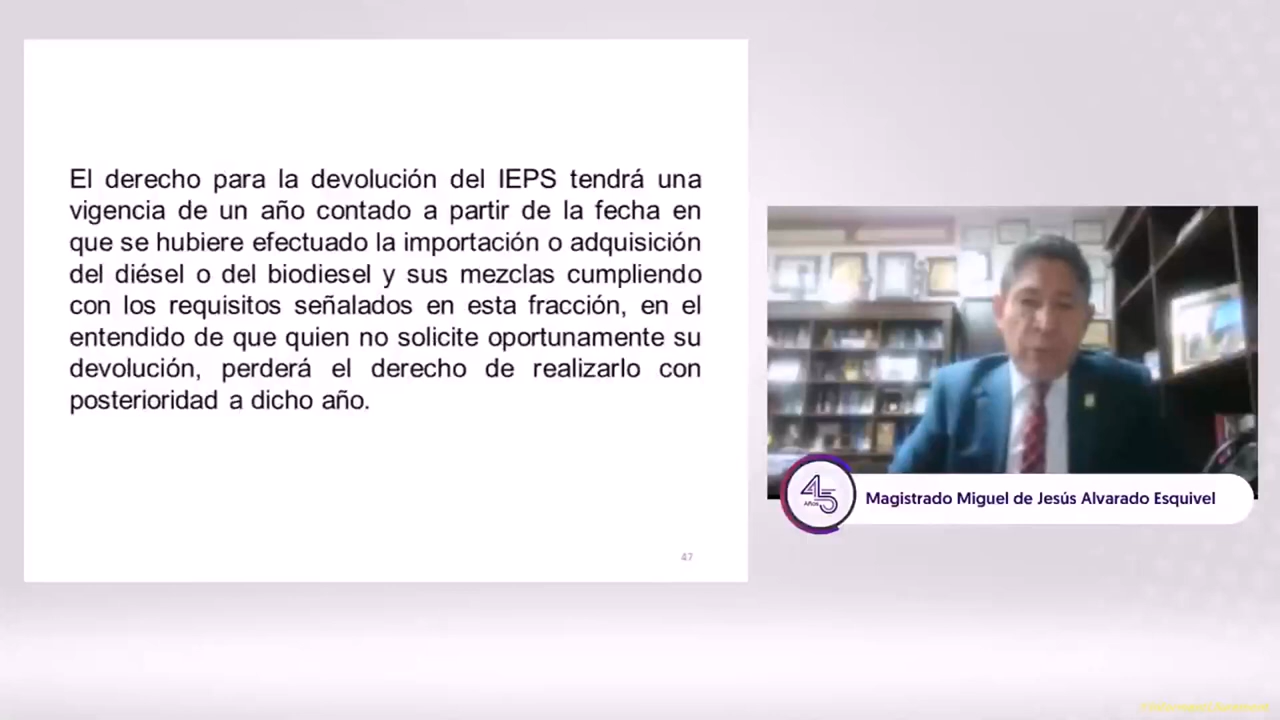 El derecho para la devolución del IEPS tendrá una
vigencia de un año contado a partir de la fecha en
que se hubiere efectuado la importación o adquisición
del diésel o del biodiesel y sus mezclas cumpliendo
con los requisitos señalados en esta fracción, en el
entendido de que quien no solicite oportunamente su
devolución, perderá el derecho de realizarlo con
posterioridad a dicho año.
47
45
Años
Magistrado Miguel de Jesús Alvarado Esquivel